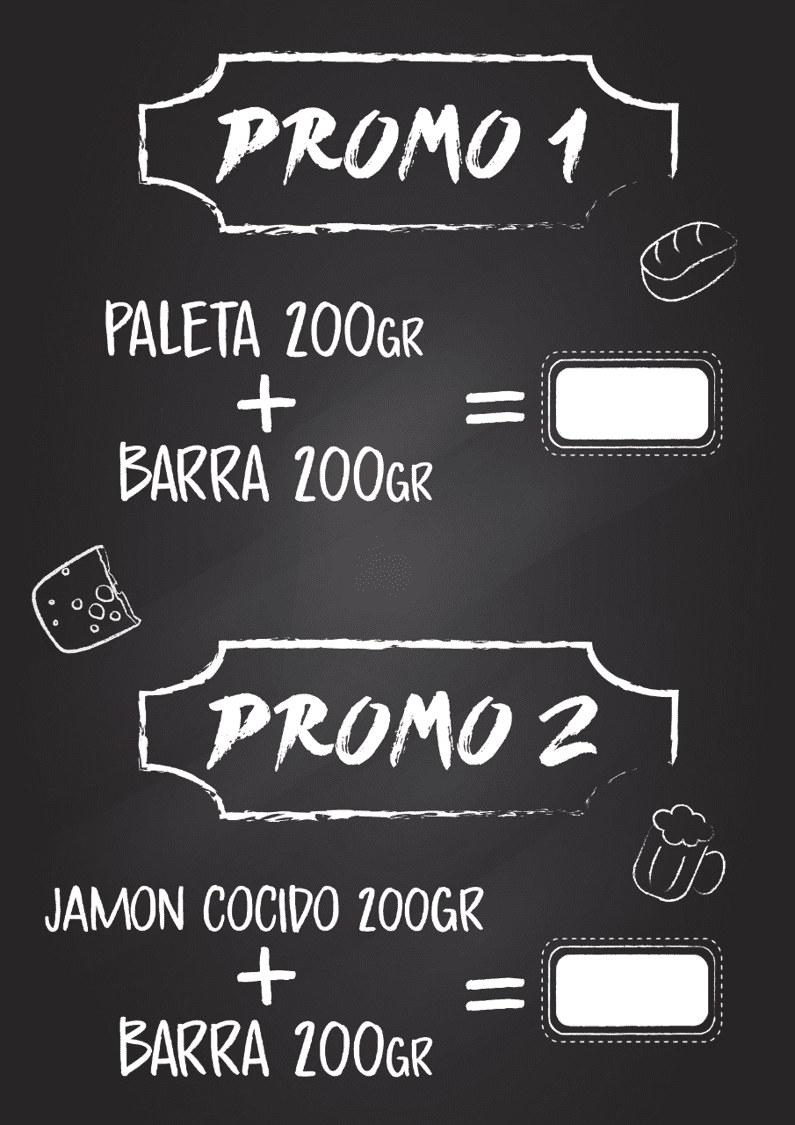 PROMO 1
PALETA 200GR
+
=
BARRA 200GR
PROMO 2
JAMON COCIDO 200GR
+
=
BARRA 200GR